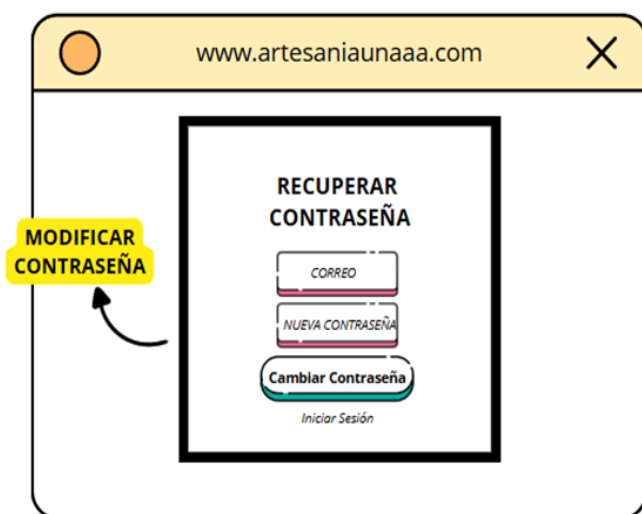 www.artesaniaunaaa.com
RECUPERAR
CONTRASEÑA
MODIFICAR
CONTRASEÑA
CORREO
NUEVA CONTRASEÑA
Cambiar Contraseña
Iniciar Sesión